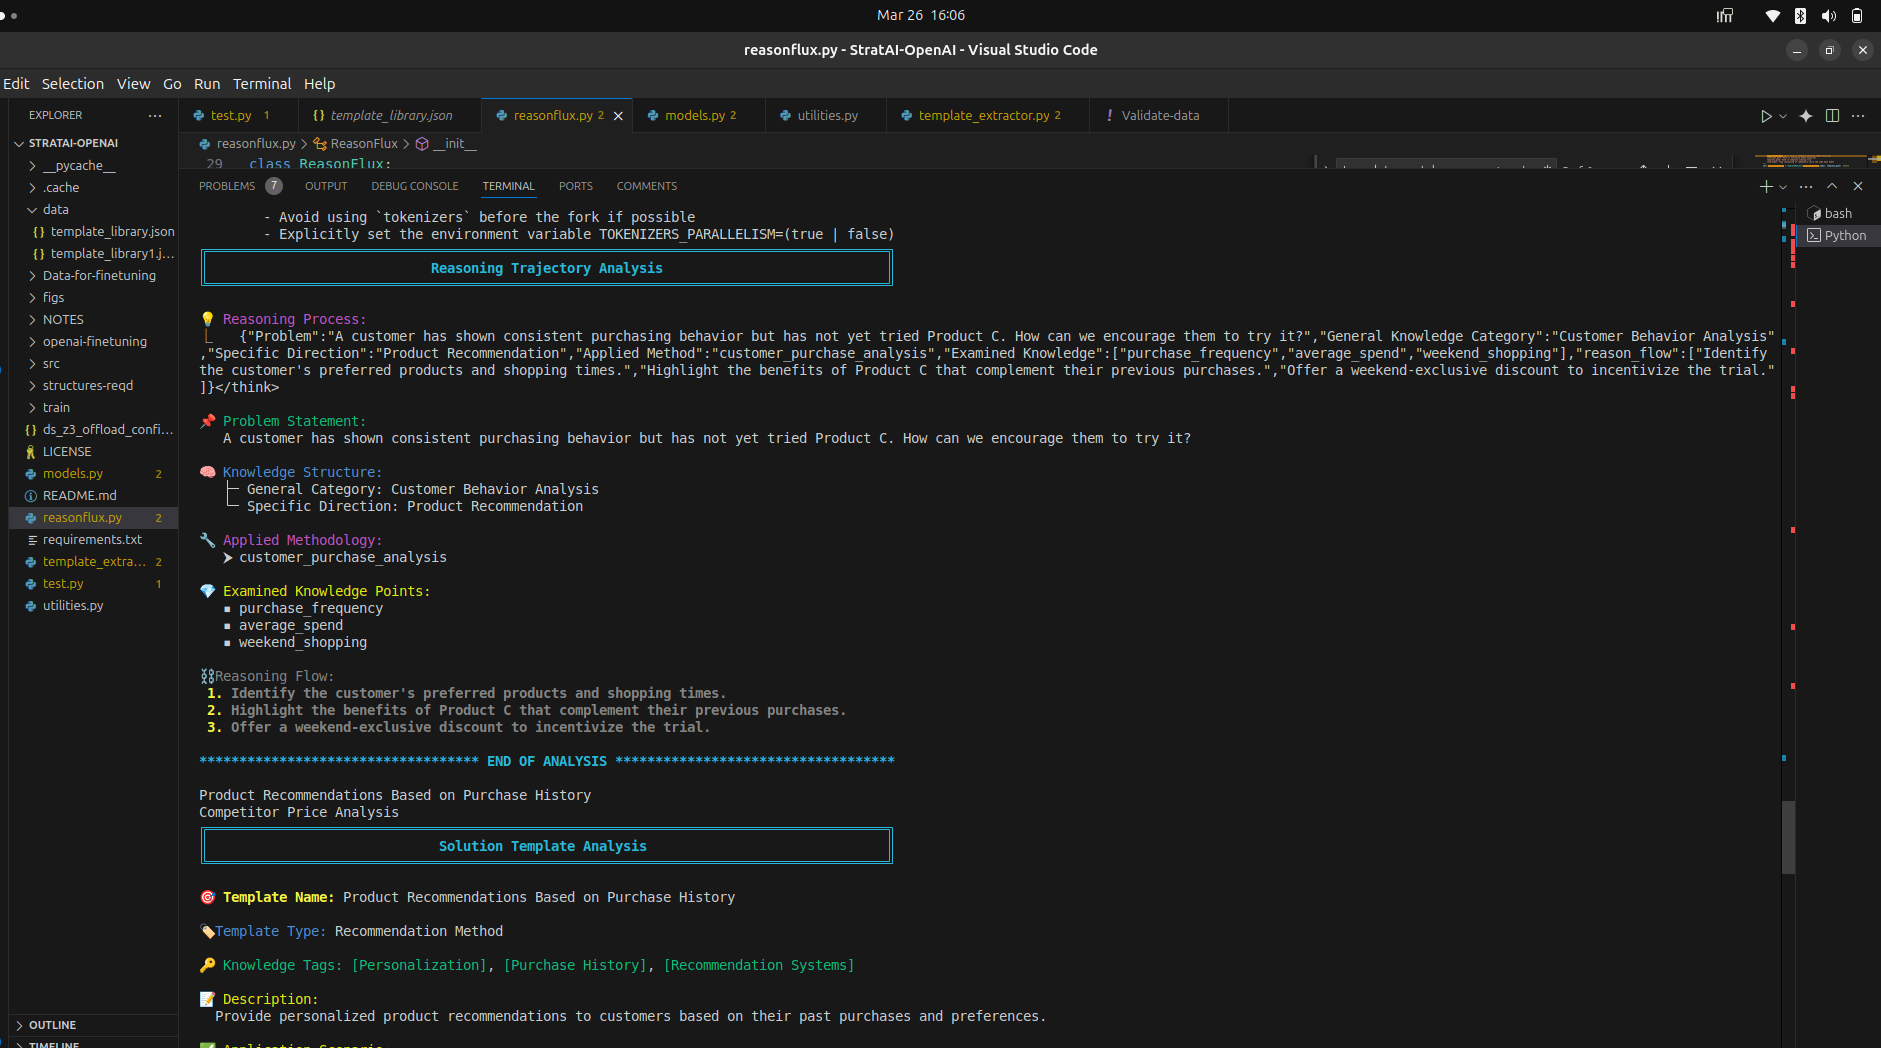 Mar 26 16:06
reasonflux.py - StratAI-OpenAI - Visual Studio Code
Edit Selection View Go Run Terminal Help
EXPLORER
test.py 1
template_library.json
reasonflux.py 2
models.py 2
utilities.py
template_extractor.py 2
! Validate-data
STRATAI-OPENAI
__pycache__
.cache
data
template_library.json
template_library1.j...
Data-for-finetuning
figs
NOTES
openai-finetuning
src
structures-reqd
train
ds_z3_offload_confi...
LICENSE
models.py 2
README.md
reasonflux.py 2
requirements.txt
template_extra... 2
test.py 1
utilities.py
OUTLINE
TIMELINE
reasonflux.py > ReasonFlux > __init__
29 class ReasonFlux:
PROBLEMS 7 OUTPUT DEBUG CONSOLE TERMINAL PORTS COMMENTS
bash
Python
- Avoid using `tokenizers` before the fork if possible
- Explicitly set the environment variable TOKENIZERS_PARALLELISM=(true | false)
Reasoning Trajectory Analysis
💡 Reasoning Process:
{"Problem":"A customer has shown consistent purchasing behavior but has not yet tried Product C. How can we encourage them to try it?","General Knowledge Category":"Customer Behavior Analysis"
,"Specific Direction":"Product Recommendation","Applied Method":"customer_purchase_analysis","Examined Knowledge":["purchase_frequency","average_spend","weekend_shopping"],"reason_flow":["Identify
the customer's preferred products and shopping times.","Highlight the benefits of Product C that complement their previous purchases.","Offer a weekend-exclusive discount to incentivize the trial."
]}</think>
📌 Problem Statement:
A customer has shown consistent purchasing behavior but has not yet tried Product C. How can we encourage them to try it?
🧠 Knowledge Structure:
├─ General Category: Customer Behavior Analysis
└─ Specific Direction: Product Recommendation
🔧 Applied Methodology:
➤ customer_purchase_analysis
💎 Examined Knowledge Points:
▪ purchase_frequency
▪ average_spend
▪ weekend_shopping
⛓Reasoning Flow:
1. Identify the customer's preferred products and shopping times.
2. Highlight the benefits of Product C that complement their previous purchases.
3. Offer a weekend-exclusive discount to incentivize the trial.
*********************************** END OF ANALYSIS ***********************************
Product Recommendations Based on Purchase History
Competitor Price Analysis
Solution Template Analysis
🎯 Template Name: Product Recommendations Based on Purchase History
🏷Template Type: Recommendation Method
🔑 Knowledge Tags: [Personalization], [Purchase History], [Recommendation Systems]
📝 Description:
Provide personalized product recommendations to customers based on their past purchases and preferences.
✅ Application Scenario: